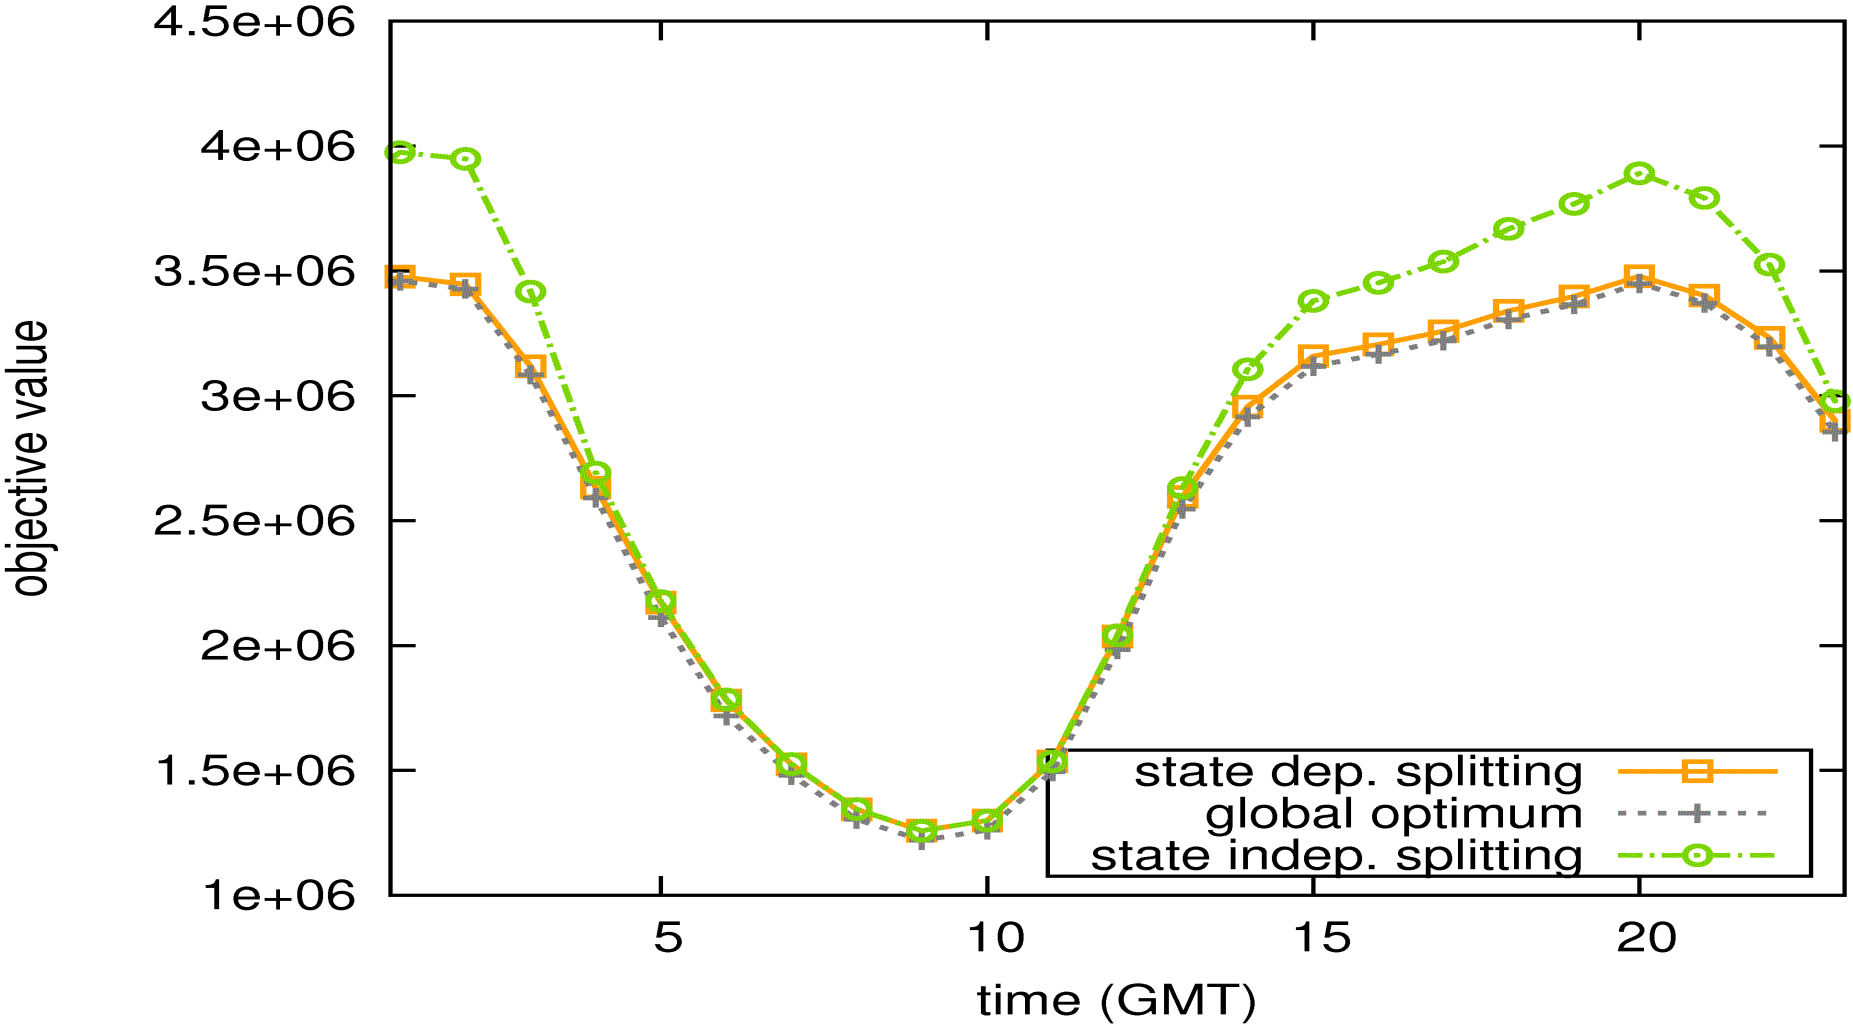 4.5e+06
4e+06
3.5e+06
3e+06
2.5e+06
2e+06
1.5e+06
1e+06
objective value
state dep. splitting
global optimum
state indep. splitting
5 10 15 20
time (GMT)